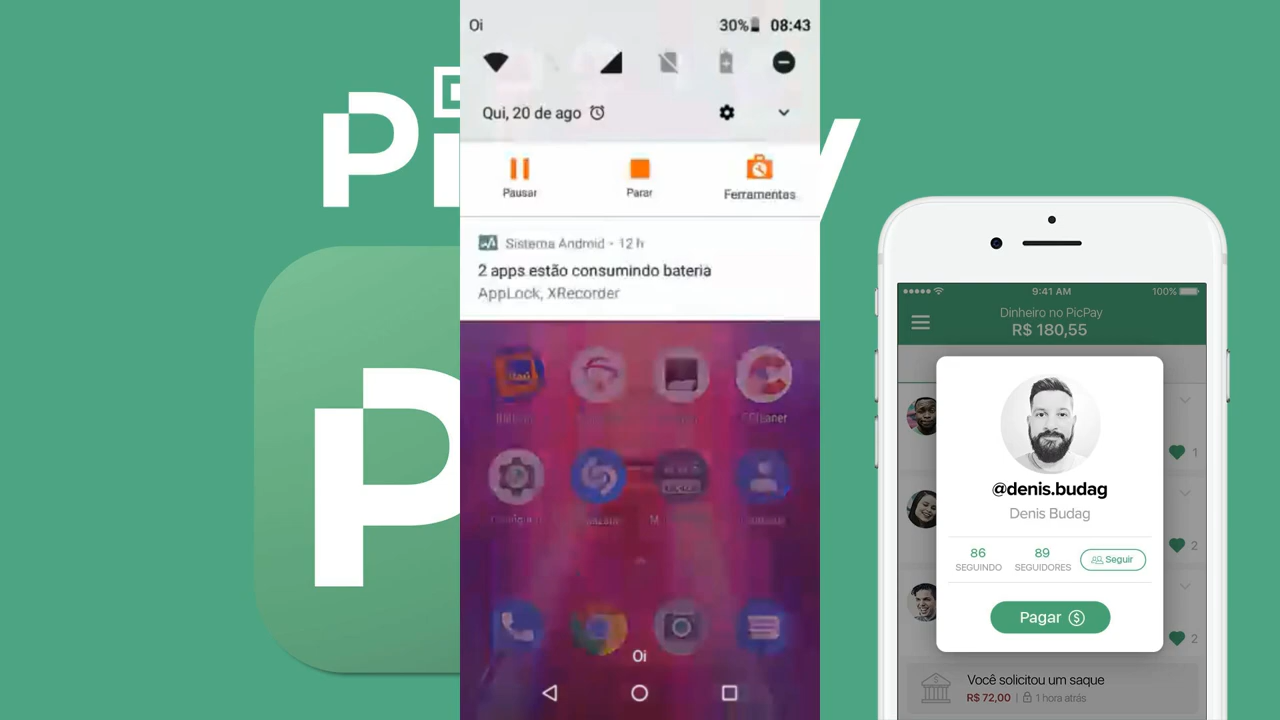 Oi
30% 08:43
Qui, 20 de ago
Pausar
Parar
Ferramentas
Sistema Android • 12 h
2 apps estão consumindo bateria
AppLock, XRecorder
Itaú
Oi
P
9:41 AM
100%
Dinheiro no PicPay
R$ 180,55
@denis.budag
Denis Budag
86
SEGUINDO
89
SEGUIDORES
Seguir
Pagar
1
2
2
Você solicitou um saque
R$ 72,00 | 1 hora atrás